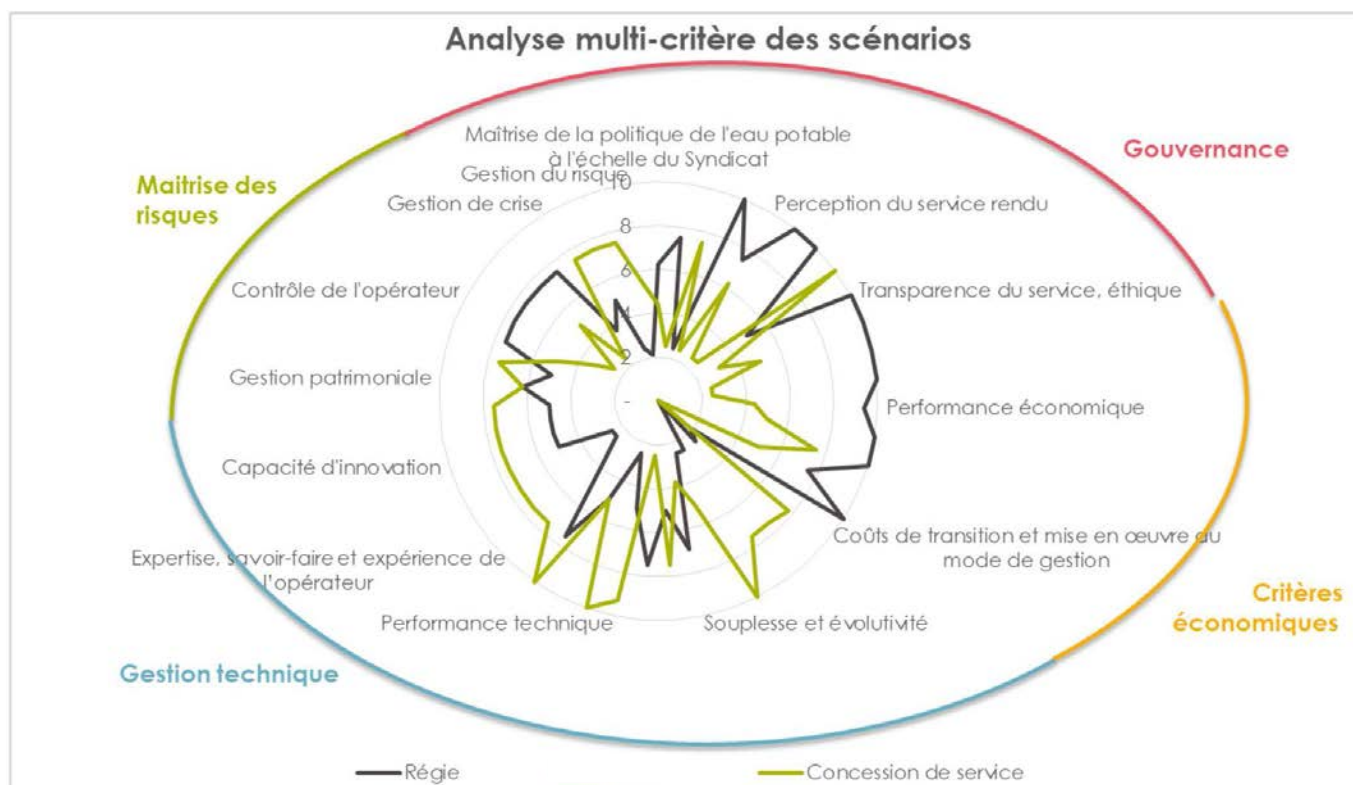 Analyse multi-critère des scénarios
Gouvernance
Maîtrise de la politique de l'eau potable
à l'échelle du Syndicat
Perception du service rendu
Transparence du service, éthique
Critères
économiques
Performance économique
Coûts de transition et mise en œuvre du
mode de gestion
Souplesse et évolutivité
Gestion technique
Performance technique
Expertise, savoir-faire et expérience de
l'opérateur
Capacité d'innovation
Maitrise des
risques
Gestion patrimoniale
Contrôle de l'opérateur
Gestion de crise
Gestion du risque
10
8
6
4
2
-
Régie
Concession de service